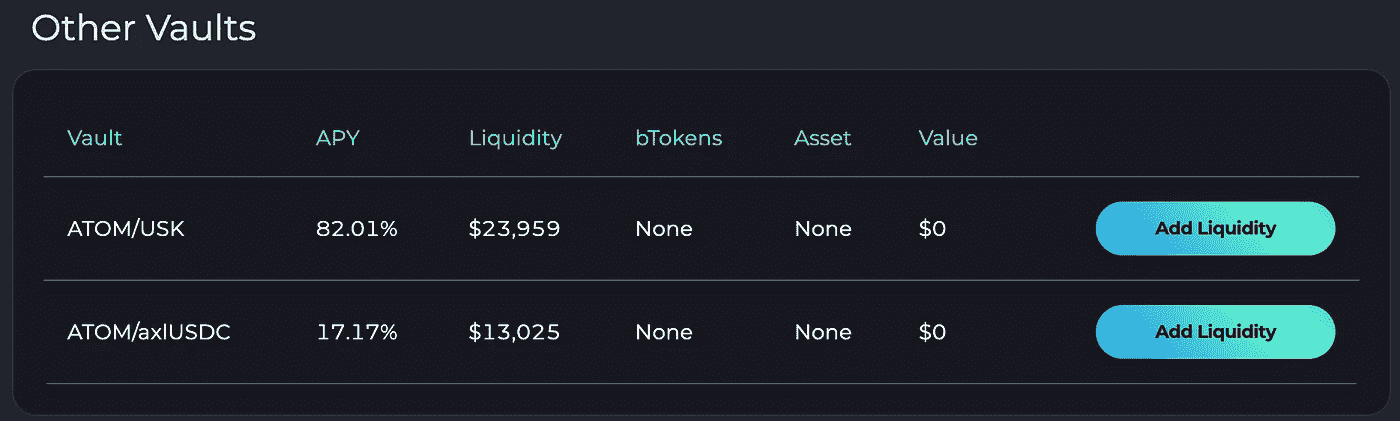 Other Vaults
Vault APY Liquidity bTokens Asset Value
ATOM/USK 82.01% $23,959 None None $0 Add Liquidity
ATOM/axlUSDC 17.17% $13,025 None None $0 Add Liquidity